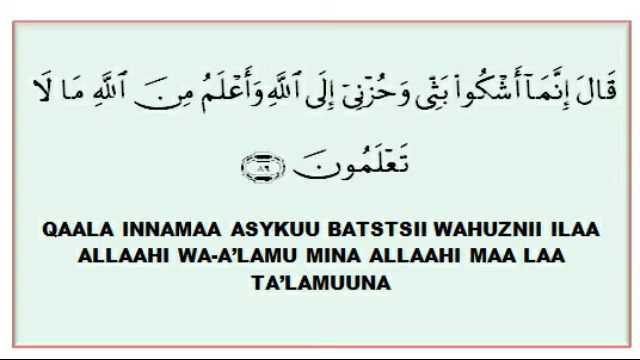 قَالَ إِنَّمَآ أَشۡكُواْ بَثِّي وَحُزۡنِيٓ إِلَى ٱللَّهِ وَأَعۡلَمُ مِنَ ٱللَّهِ مَا لَا
تَعۡلَمُونَ ٨٦
QAALA INNAMAA ASYKUU BATSTSII WAHUZNII ILAA
ALLAAHI WA-A’LAMU MINA ALLAAHI MAA LAA
TA’LAMUUNA